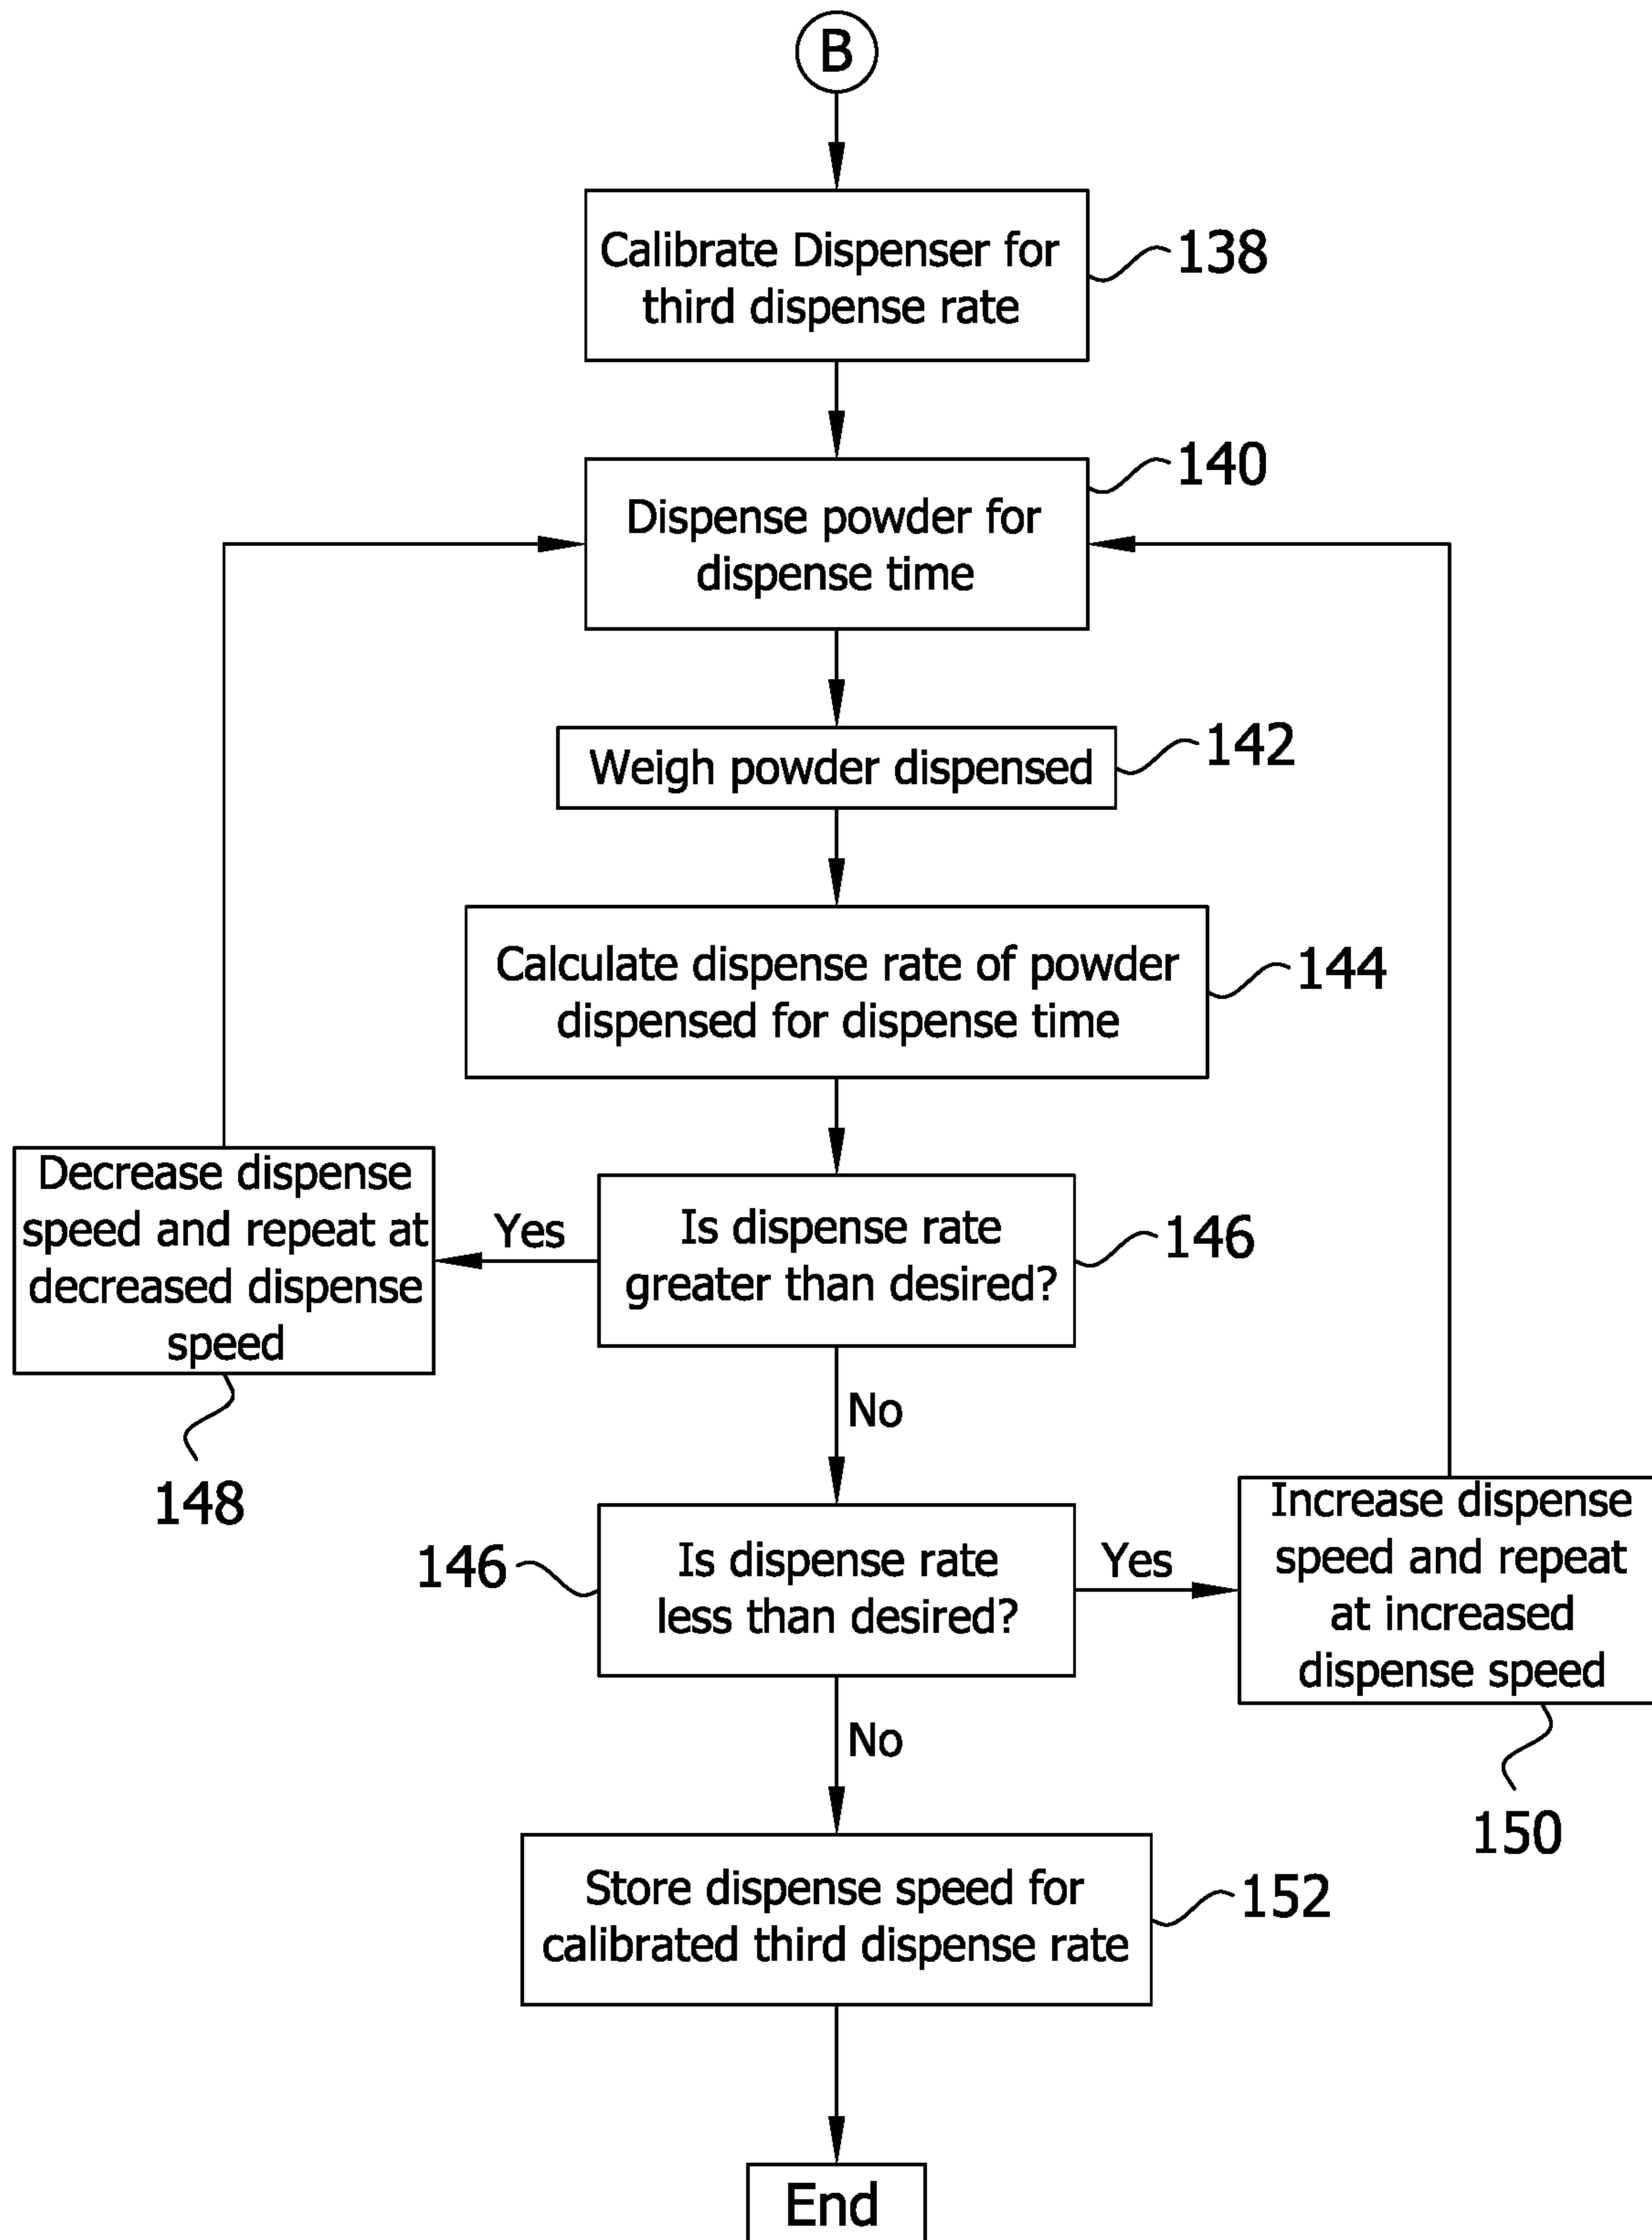 B
Calibrate Dispenser for
third dispense rate
138
140
Dispense powder for
dispense time
Weigh powder dispensed
142
Calculate dispense rate of powder
dispensed for dispense time
144
Decrease dispense
speed and repeat at
decreased dispense
speed
148
Yes
Is dispense rate
greater than desired?
146
No
146
Is dispense rate
less than desired?
Yes
Increase dispense
speed and repeat
at increased
dispense speed
150
No
Store dispense speed for
calibrated third dispense rate
152
End